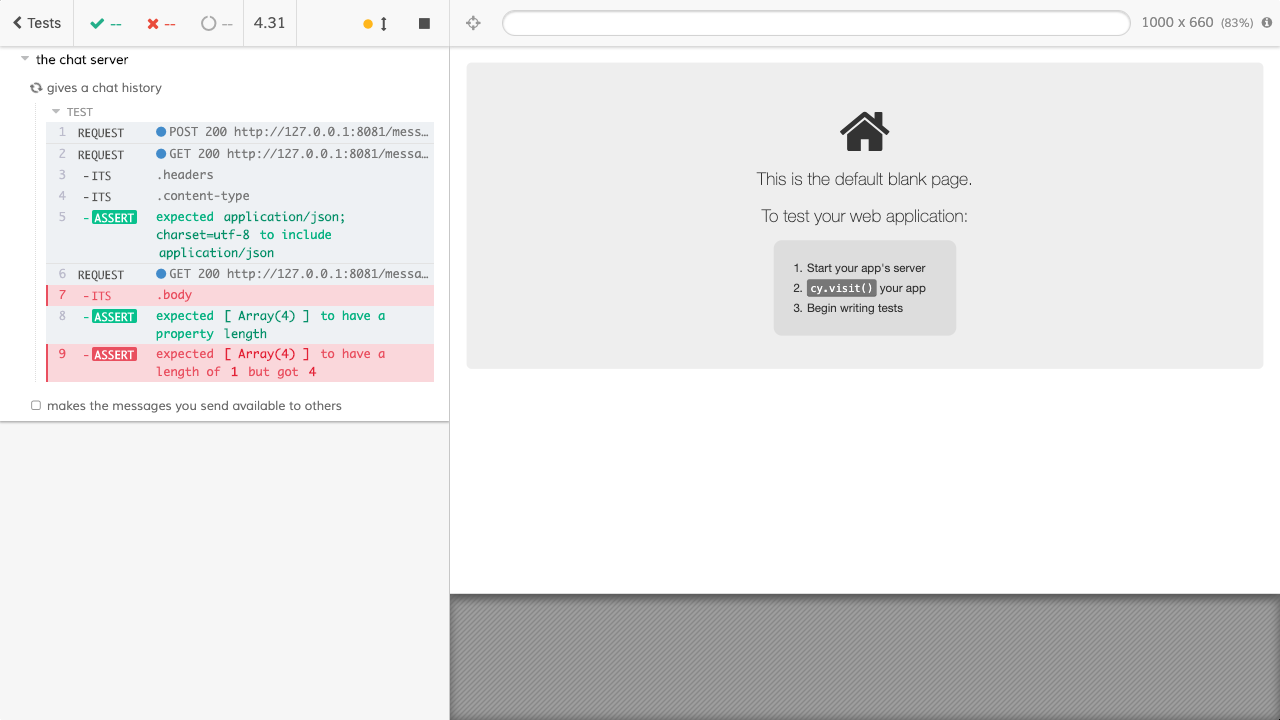 Tests
--
--
--
4.31
1000 x 660 (83%)
the chat server
gives a chat history
TEST
1 REQUEST POST 200 http://127.0.0.1:8081/mess…
2 REQUEST GET 200 http://127.0.0.1:8081/messa…
3 -ITS .headers
4 -ITS .content-type
5 -ASSERT expected application/json;
charset=utf-8 to include
application/json
6 REQUEST GET 200 http://127.0.0.1:8081/messa…
7 -ITS .body
8 -ASSERT expected [ Array(4) ] to have a
property length
9 -ASSERT expected [ Array(4) ] to have a
length of 1 but got 4
makes the messages you send available to others
This is the default blank page.
To test your web application:
1. Start your app's server
2. cy.visit() your app
3. Begin writing tests